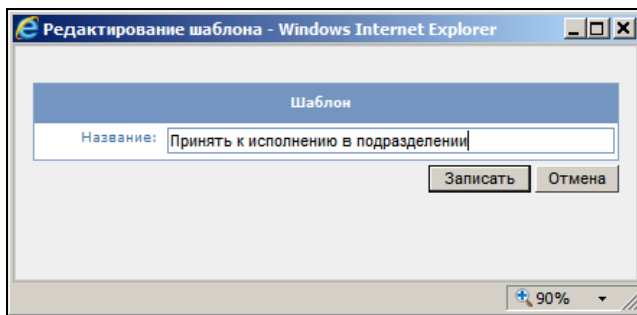 Редактирование шаблона - Windows Internet Explorer
Шаблон
Название: Принять к исполнению в подразделении
Записать Отмена
90%